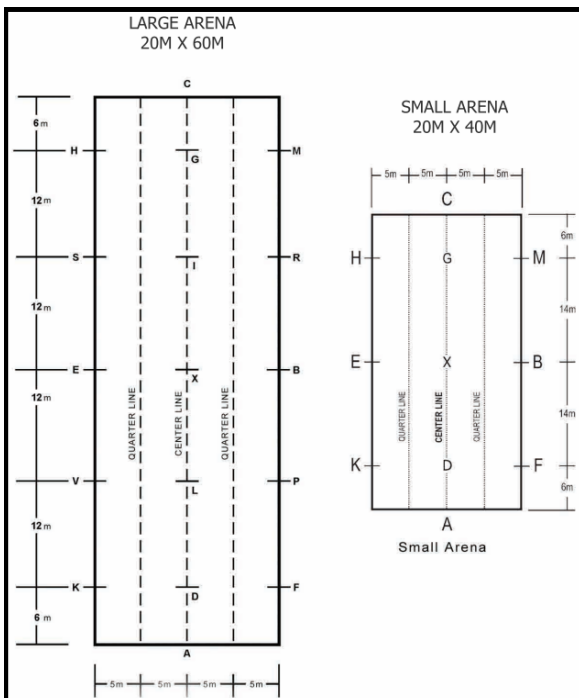 LARGE ARENA
20M X 60M
C
6 m
H
G
M
12m
S
I
R
12m
E
X
B
QUARTER LINE
CENTER LINE
QUARTER LINE
12m
V
L
P
12m
K
D
F
6 m
A
5m
5m
5m
5m
SMALL ARENA
20M X 40M
5m
5m
5m
5m
C
6m
H
G
M
14m
E
X
B
QUARTER LINE
CENTER LINE
QUARTER LINE
14m
K
D
F
6m
A
Small Arena